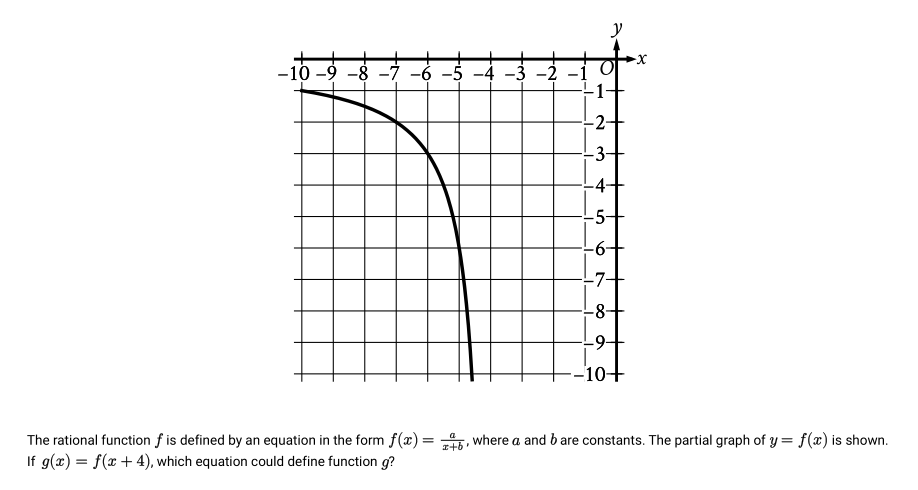 y
x
−10 −9 −8 −7 −6 −5 −4 −3 −2 −1 O
−1
−2
−3
−4
−5
−6
−7
−8
−9
−10
The rational function f is defined by an equation in the form f(x) = a/(x+b), where a and b are constants. The partial graph of y = f(x) is shown.
If g(x) = f(x + 4), which equation could define function g?